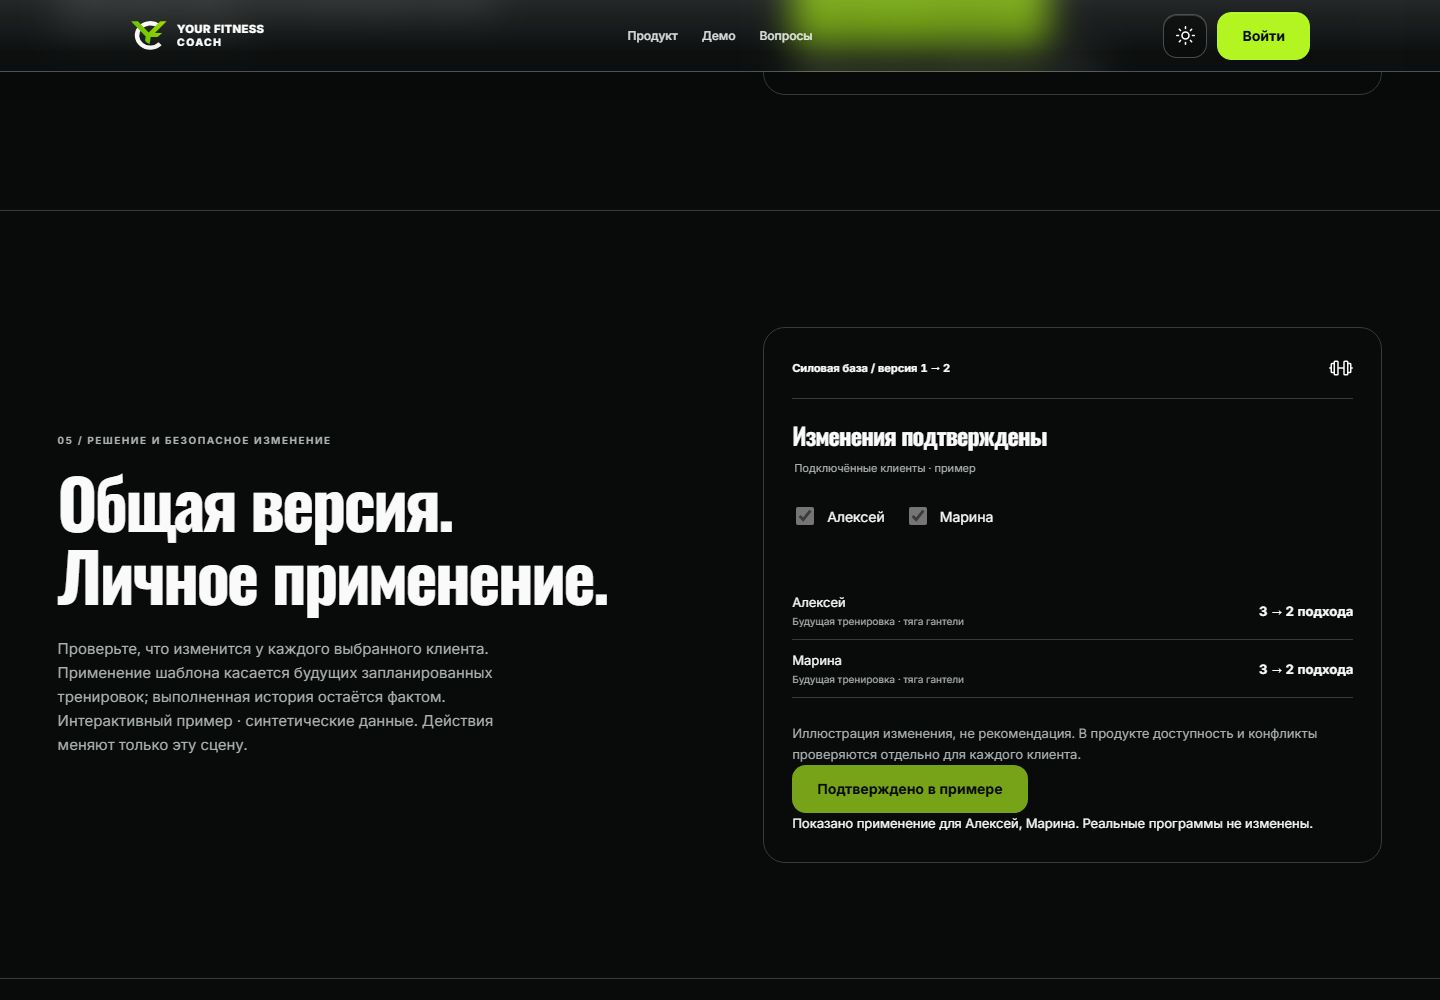 YOUR FITNESS
COACH
Продукт
Демо
Вопросы
Войти
05 / РЕШЕНИЕ И БЕЗОПАСНОЕ ИЗМЕНЕНИЕ
Общая версия.
Личное применение.
Проверьте, что изменится у каждого выбранного клиента.
Применение шаблона касается будущих запланированных
тренировок; выполненная история остаётся фактом.
Интерактивный пример · синтетические данные. Действия
меняют только эту сцену.
Силовая база / версия 1 → 2
Изменения подтверждены
Подключённые клиенты · пример
Алексей
Марина
Алексей
Будущая тренировка · тяга гантели
3 → 2 подхода
Марина
Будущая тренировка · тяга гантели
3 → 2 подхода
Иллюстрация изменения, не рекомендация. В продукте доступность и конфликты
проверяются отдельно для каждого клиента.
Подтверждено в примере
Показано применение для Алексей, Марина. Реальные программы не изменены.